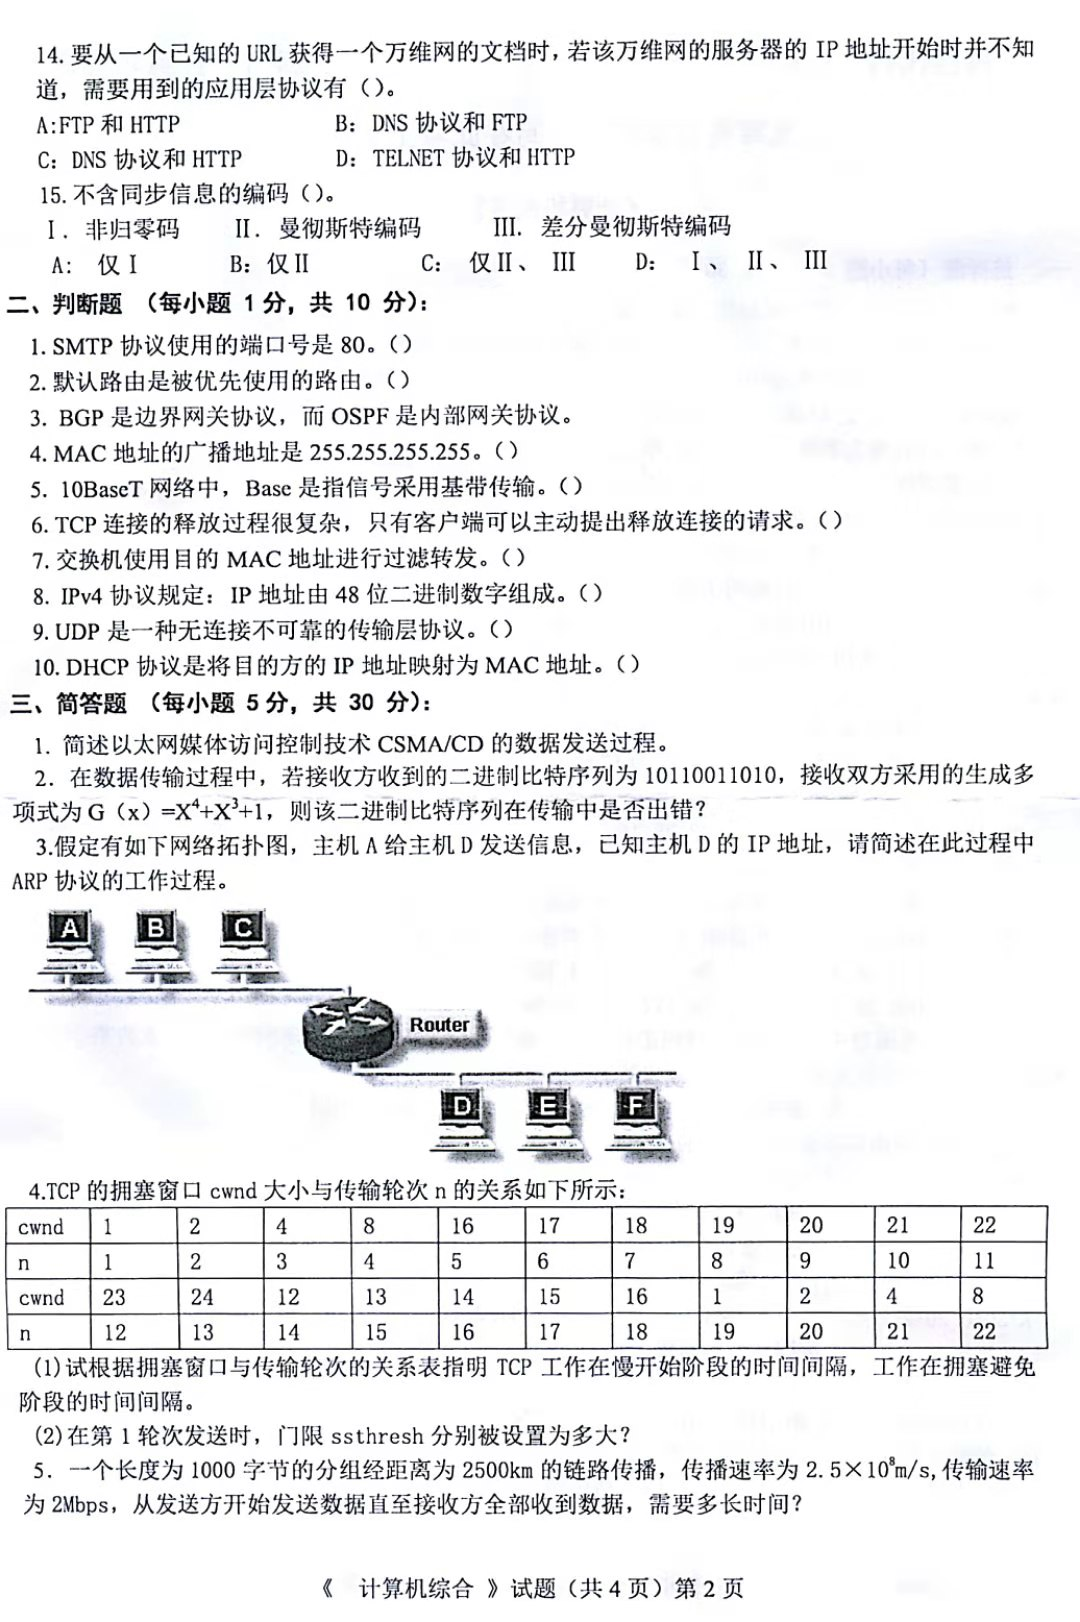 14. 要从一个已知的 URL 获得一个万维网的文档时, 若该万维网的服务器的 IP 地址开始时并不知
道, 需要用到的应用层协议有 ()。
A:FTP 和 HTTP B: DNS 协议和 FTP
C: DNS 协议和 HTTP D: TELNET 协议和 HTTP
15. 不含同步信息的编码 ()。
Ⅰ. 非归零码 Ⅱ. 曼彻斯特编码 Ⅲ. 差分曼彻斯特编码
A: 仅Ⅰ B: 仅Ⅱ C: 仅Ⅱ、Ⅲ D: Ⅰ、Ⅱ、Ⅲ
二、判断题 (每小题 1 分, 共 10 分):
1. SMTP 协议使用的端口号是 80。()
2. 默认路由是被优先使用的路由。()
3. BGP 是边界网关协议, 而 OSPF 是内部网关协议。
4. MAC 地址的广播地址是 255.255.255.255。()
5. 10BaseT 网络中, Base 是指信号采用基带传输。()
6. TCP 连接的释放过程很复杂, 只有客户端可以主动提出释放连接的请求。()
7. 交换机使用目的 MAC 地址进行过滤转发。()
8. IPv4 协议规定: IP 地址由 48 位二进制数字组成。()
9. UDP 是一种无连接不可靠的传输层协议。()
10. DHCP 协议是将目的方的 IP 地址映射为 MAC 地址。()
三、简答题 (每小题 5 分, 共 30 分):
1. 简述以太网媒体访问控制技术 CSMA/CD 的数据发送过程。
2. 在数据传输过程中, 若接收方收到的二进制比特序列为 10110011010, 接收双方采用的生成多
项式为 G (x) =X⁴+X³+1, 则该二进制比特序列在传输中是否出错?
3.假定有如下网络拓扑图, 主机 A 给主机 D 发送信息, 已知主机 D 的 IP 地址, 请简述在此过程中
ARP 协议的工作过程。
A B C
Router
D E F
4.TCP 的拥塞窗口 cwnd 大小与传输轮次 n 的关系如下所示:
cwnd 1 2 4 8 16 17 18 19 20 21 22
n 1 2 3 4 5 6 7 8 9 10 11
cwnd 23 24 12 13 14 15 16 1 2 4 8
n 12 13 14 15 16 17 18 19 20 21 22
(1)试根据拥塞窗口与传输轮次的关系表指明 TCP 工作在慢开始阶段的时间间隔, 工作在拥塞避免
阶段的时间间隔。
(2)在第 1 轮次发送时, 门限 ssthresh 分别被设置为多大?
5. 一个长度为 1000 字节的分组经距离为 2500km 的链路传播, 传播速率为 2.5×10⁸m/s,传输速率
为 2Mbps, 从发送方开始发送数据直至接收方全部收到数据, 需要多长时间?
《 计算机综合 》试题 (共 4 页) 第 2 页